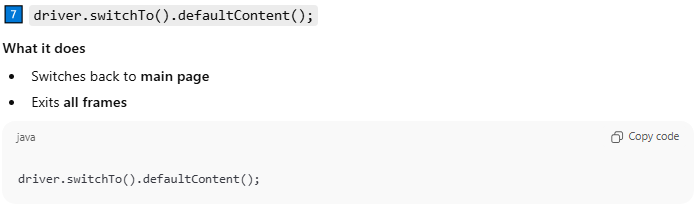 7 driver.switchTo().defaultContent();
What it does
• Switches back to main page
• Exits all frames
java Copy code
driver.switchTo().defaultContent();